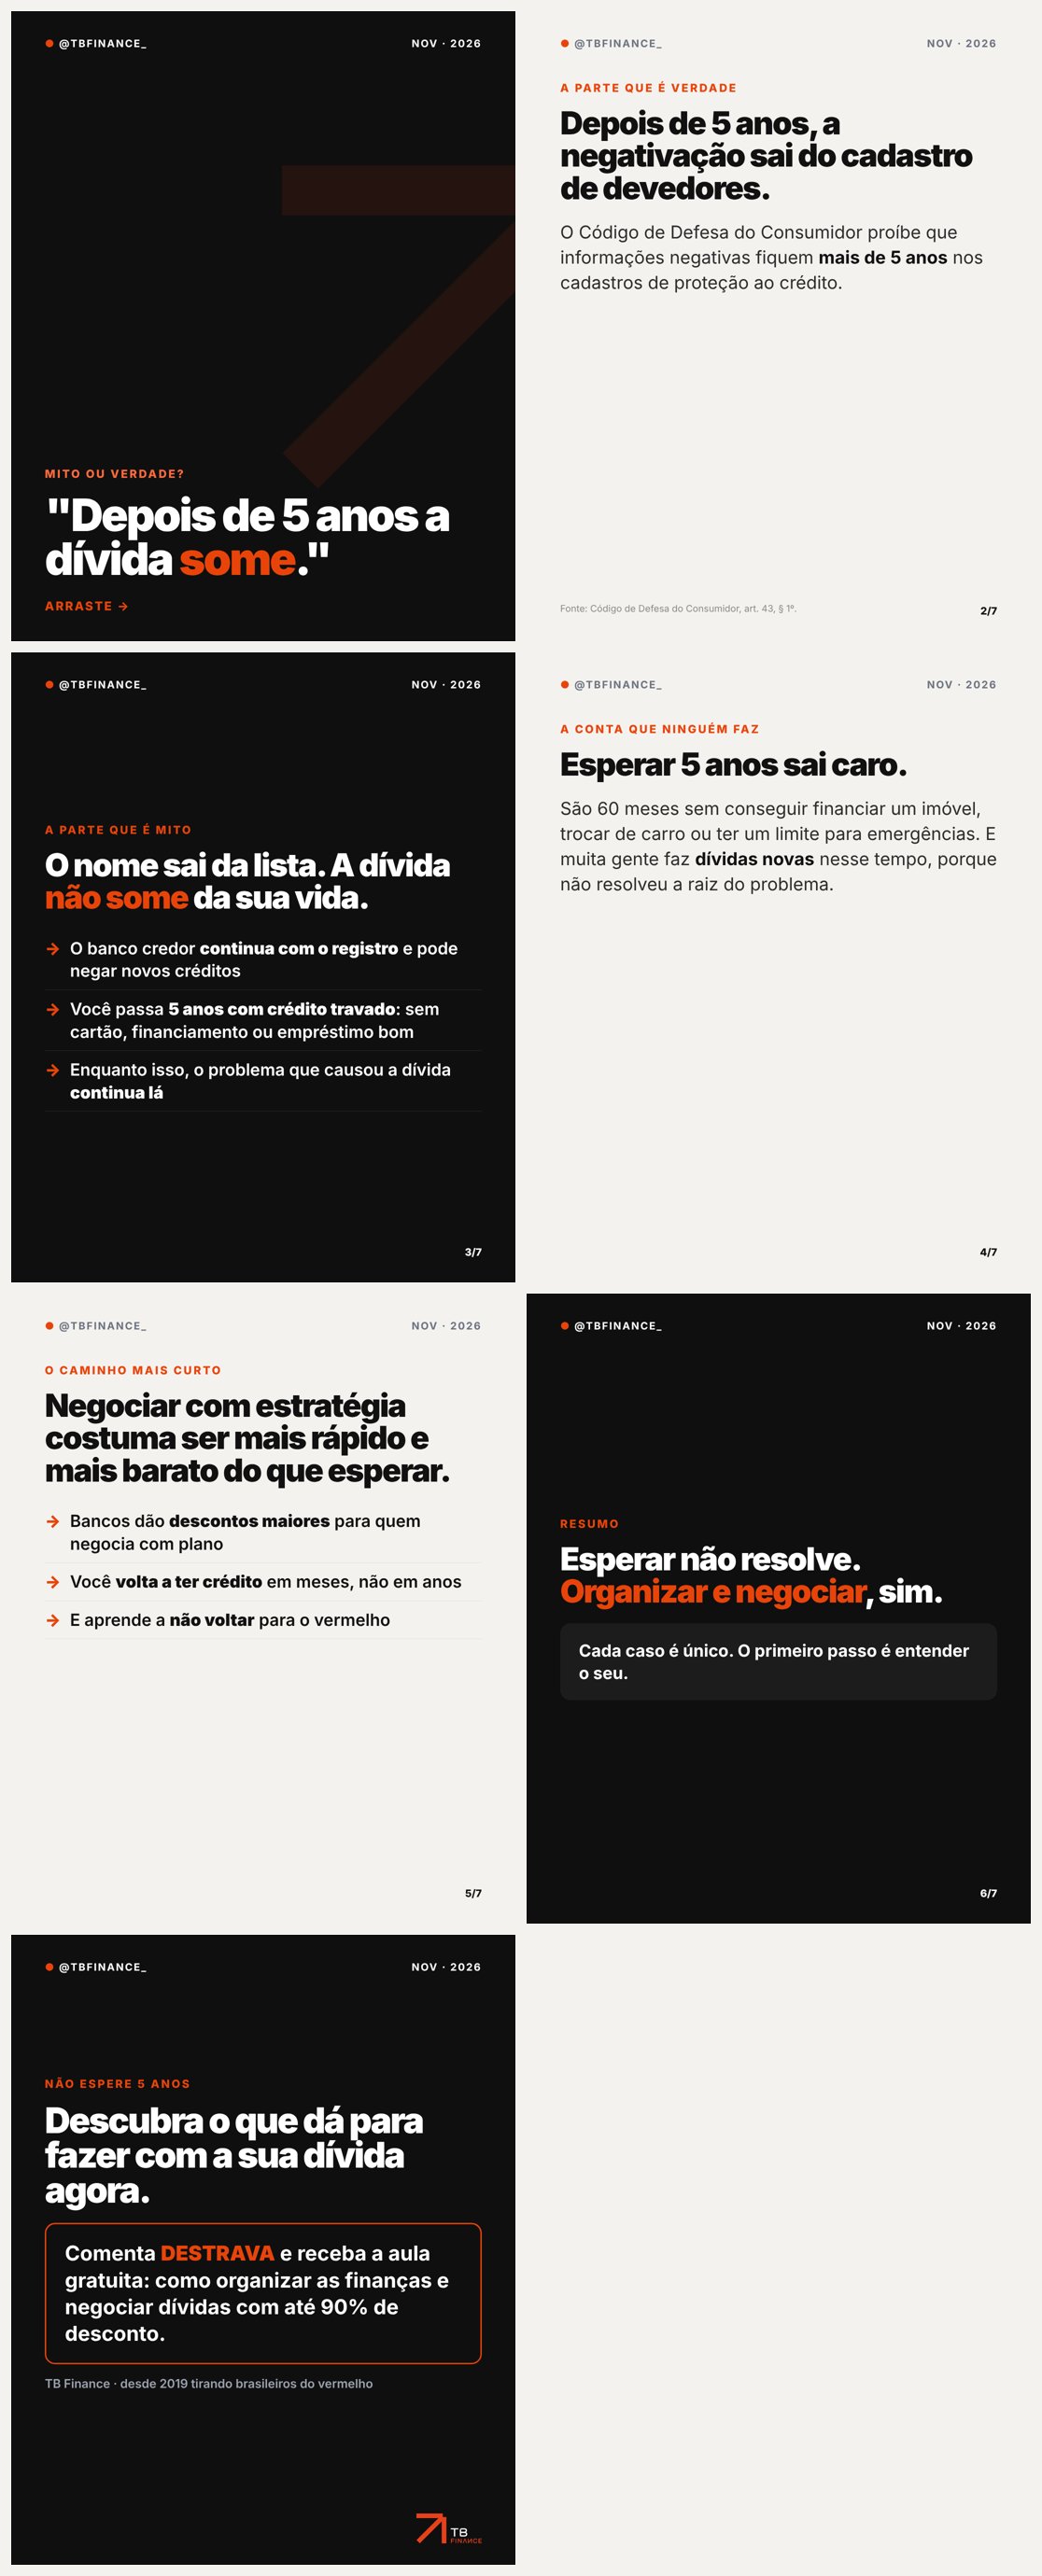 @TBFINANCE_
NOV · 2026
MITO OU VERDADE?
"Depois de 5 anos a
dívida some."
ARRASTE →
@TBFINANCE_
NOV · 2026
A PARTE QUE É VERDADE
Depois de 5 anos, a
negativação sai do cadastro
de devedores.
O Código de Defesa do Consumidor proíbe que
informações negativas fiquem mais de 5 anos nos
cadastros de proteção ao crédito.
Fonte: Código de Defesa do Consumidor, art. 43, § 1º.
2/7
@TBFINANCE_
NOV · 2026
A PARTE QUE É MITO
O nome sai da lista. A dívida
não some da sua vida.
→ O banco credor continua com o registro e pode
negar novos créditos
→ Você passa 5 anos com crédito travado: sem
cartão, financiamento ou empréstimo bom
→ Enquanto isso, o problema que causou a dívida
continua lá
3/7
@TBFINANCE_
NOV · 2026
A CONTA QUE NINGUÉM FAZ
Esperar 5 anos sai caro.
São 60 meses sem conseguir financiar um imóvel,
trocar de carro ou ter um limite para emergências. E
muita gente faz dívidas novas nesse tempo, porque
não resolveu a raiz do problema.
4/7
@TBFINANCE_
NOV · 2026
O CAMINHO MAIS CURTO
Negociar com estratégia
costuma ser mais rápido e
mais barato do que esperar.
→ Bancos dão descontos maiores para quem
negocia com plano
→ Você volta a ter crédito em meses, não em anos
→ E aprende a não voltar para o vermelho
5/7
@TBFINANCE_
NOV · 2026
RESUMO
Esperar não resolve.
Organizar e negociar, sim.
Cada caso é único. O primeiro passo é entender
o seu.
6/7
@TBFINANCE_
NOV · 2026
NÃO ESPERE 5 ANOS
Descubra o que dá para
fazer com a sua dívida
agora.
Comenta DESTRAVA e receba a aula
gratuita: como organizar as finanças e
negociar dívidas com até 90% de
desconto.
TB Finance · desde 2019 tirando brasileiros do vermelho
TB
FINANCE